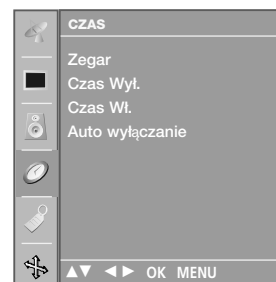 CZAS
Zegar
Czas Wył.
Czas Wł.
Auto wyłączanie
▲▼ ◄► OK MENU